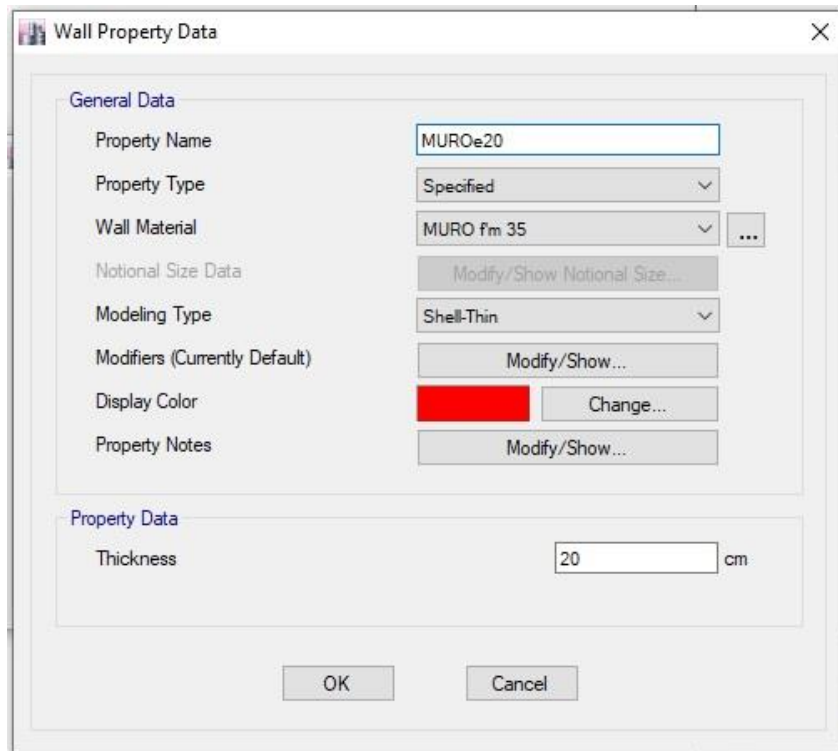 Wall Property Data
General Data
Property Name MUROe20
Property Type Specified
Wall Material MURO f'm 35 ...
Notional Size Data Modify/Show Notional Size...
Modeling Type Shell-Thin
Modifiers (Currently Default) Modify/Show...
Display Color Change...
Property Notes Modify/Show...
Property Data
Thickness 20 cm
OK Cancel